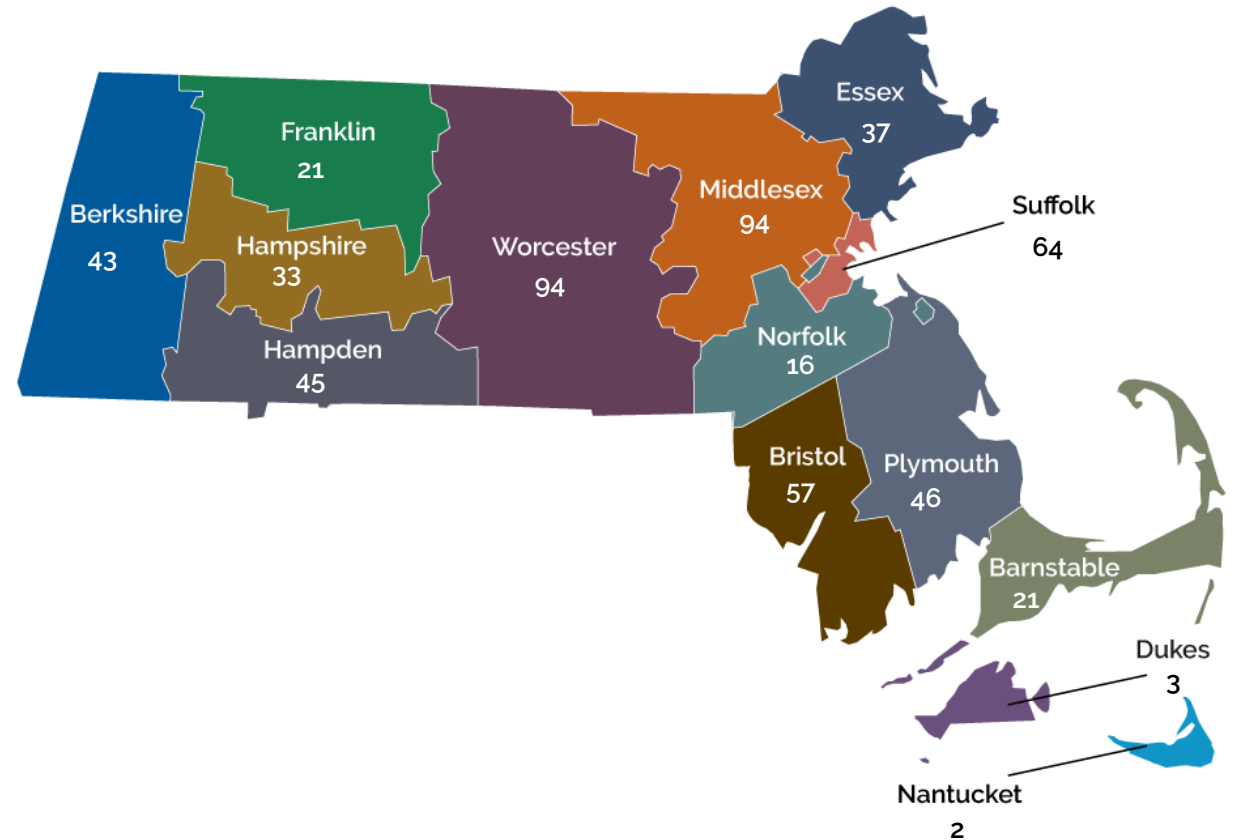 Essex
37
Franklin
21
Middlesex
94
Suffolk
64
Berkshire
43
Hampshire
33
Worcester
94
Norfolk
16
Hampden
45
Bristol
57
Plymouth
46
Barnstable
21
Dukes
3
Nantucket
2